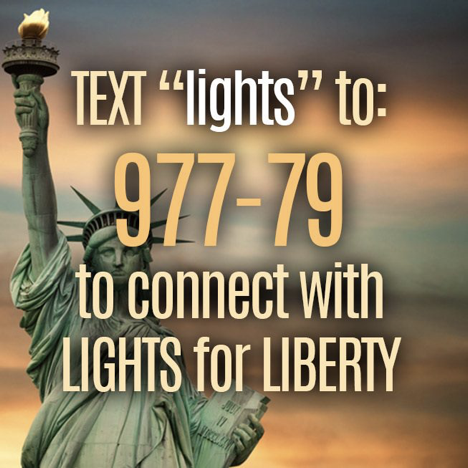 TEXT “lights” to:
977-79
to connect with
LIGHTS for LIBERTY